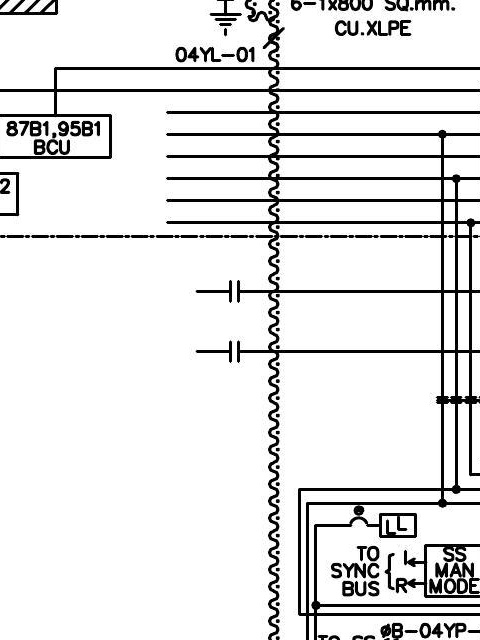 6-1x800 SQ.mm.
CU.XLPE
04YL-01
87B1,95B1
BCU
2
LL
TO
SYNC
BUS
I
R
SS
MAN
MODE
øB-04YP-
TO SS